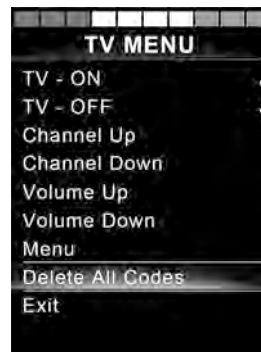 TV MENU
TV - ON
TV - OFF
Channel Up
Channel Down
Volume Up
Volume Down
Menu
Delete All Codes
Exit